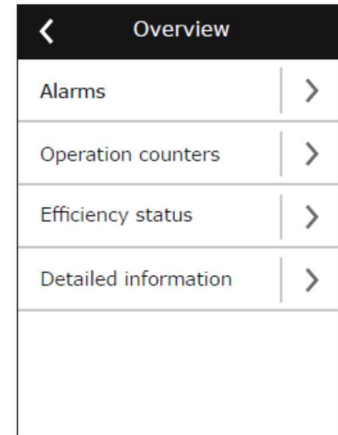 Overview
Alarms
Operation counters
Efficiency status
Detailed information